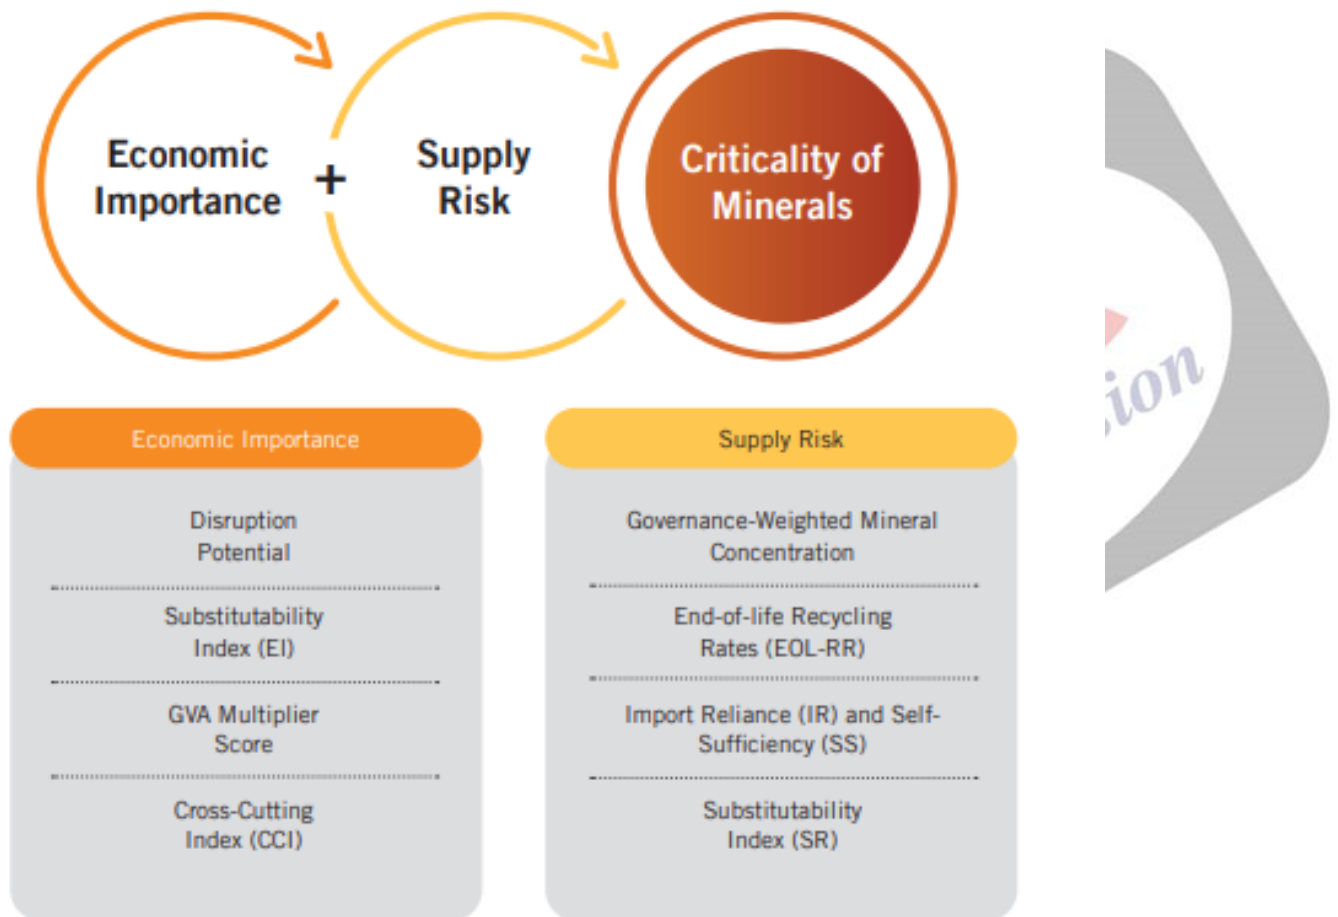 Economic
Importance
+
Supply
Risk
Criticality of
Minerals
Economic Importance
Disruption
Potential
Substitutability
Index (EI)
GVA Multiplier
Score
Cross-Cutting
Index (CCI)
Supply Risk
Governance-Weighted Mineral
Concentration
End-of-life Recycling
Rates (EOL-RR)
Import Reliance (IR) and Self-
Sufficiency (SS)
Substitutability
Index (SR)